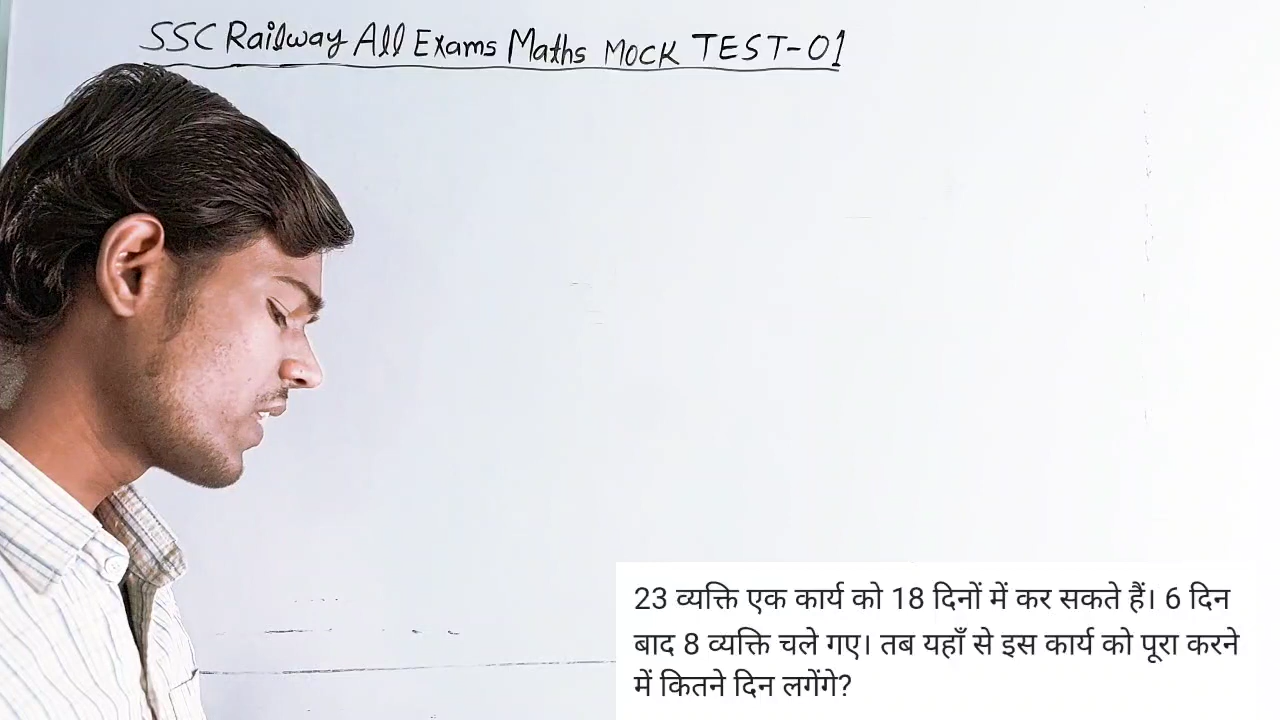 SSC Railway All Exams Maths MOCK TEST-01
23 व्यक्ति एक कार्य को 18 दिनों में कर सकते हैं। 6 दिन
बाद 8 व्यक्ति चले गए। तब यहाँ से इस कार्य को पूरा करने
में कितने दिन लगेंगे?